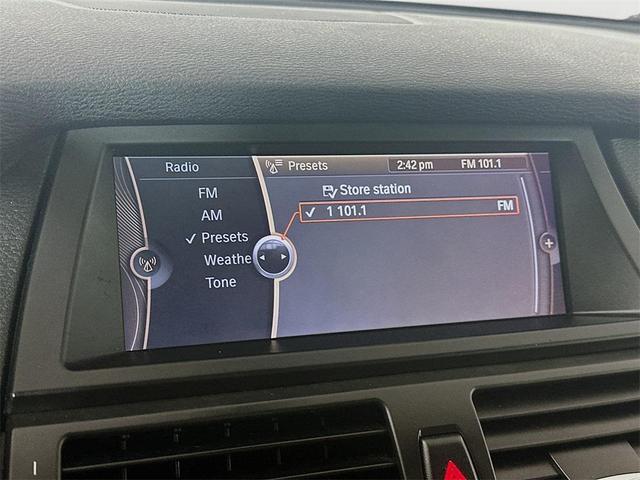 Radio
FM
AM
Presets
Weathe
Tone
Presets
2:42 pm
FM 101.1
Store station
1 101.1
FM